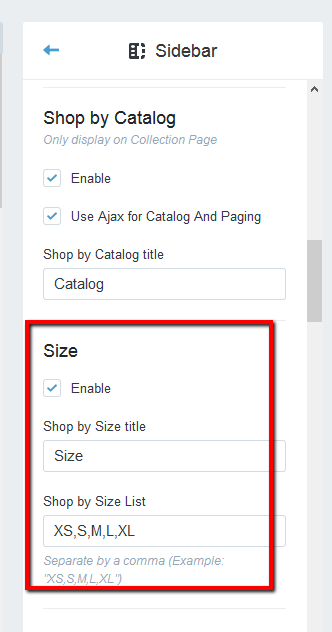 Sidebar
Shop by Catalog
Only display on Collection Page
Enable
Use Ajax for Catalog And Paging
Shop by Catalog title
Catalog
Size
Enable
Shop by Size title
Size
Shop by Size List
XS,S,M,L,XL
Separate by a comma (Example:
"XS,S,M,L,XL")